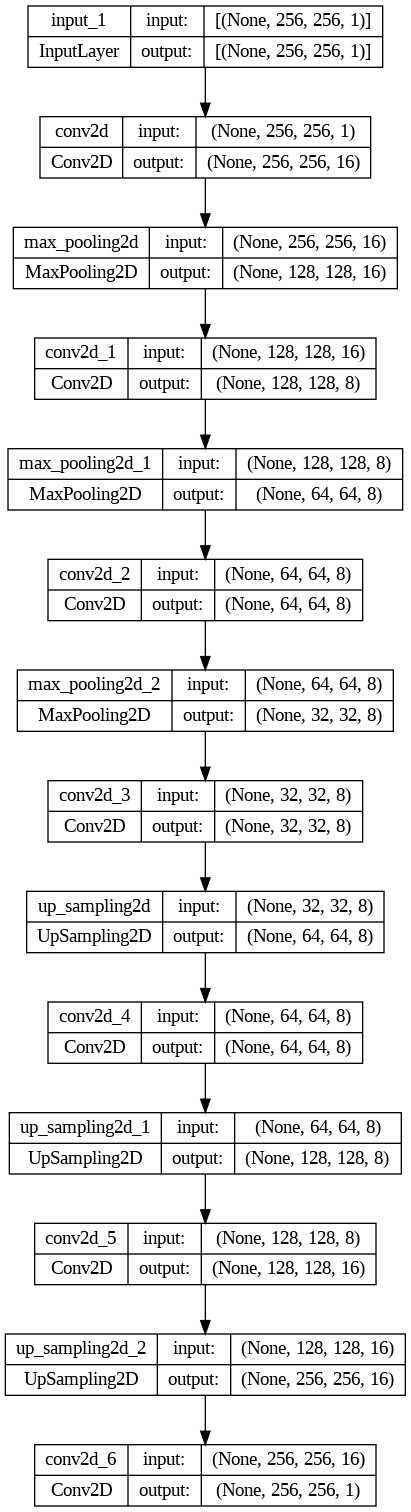 input_1 input: [(None, 256, 256, 1)]
InputLayer output: [(None, 256, 256, 1)]
conv2d input: (None, 256, 256, 1)
Conv2D output: (None, 256, 256, 16)
max_pooling2d input: (None, 256, 256, 16)
MaxPooling2D output: (None, 128, 128, 16)
conv2d_1 input: (None, 128, 128, 16)
Conv2D output: (None, 128, 128, 8)
max_pooling2d_1 input: (None, 128, 128, 8)
MaxPooling2D output: (None, 64, 64, 8)
conv2d_2 input: (None, 64, 64, 8)
Conv2D output: (None, 64, 64, 8)
max_pooling2d_2 input: (None, 64, 64, 8)
MaxPooling2D output: (None, 32, 32, 8)
conv2d_3 input: (None, 32, 32, 8)
Conv2D output: (None, 32, 32, 8)
up_sampling2d input: (None, 32, 32, 8)
UpSampling2D output: (None, 64, 64, 8)
conv2d_4 input: (None, 64, 64, 8)
Conv2D output: (None, 64, 64, 8)
up_sampling2d_1 input: (None, 64, 64, 8)
UpSampling2D output: (None, 128, 128, 8)
conv2d_5 input: (None, 128, 128, 8)
Conv2D output: (None, 128, 128, 16)
up_sampling2d_2 input: (None, 128, 128, 16)
UpSampling2D output: (None, 256, 256, 16)
conv2d_6 input: (None, 256, 256, 16)
Conv2D output: (None, 256, 256, 1)